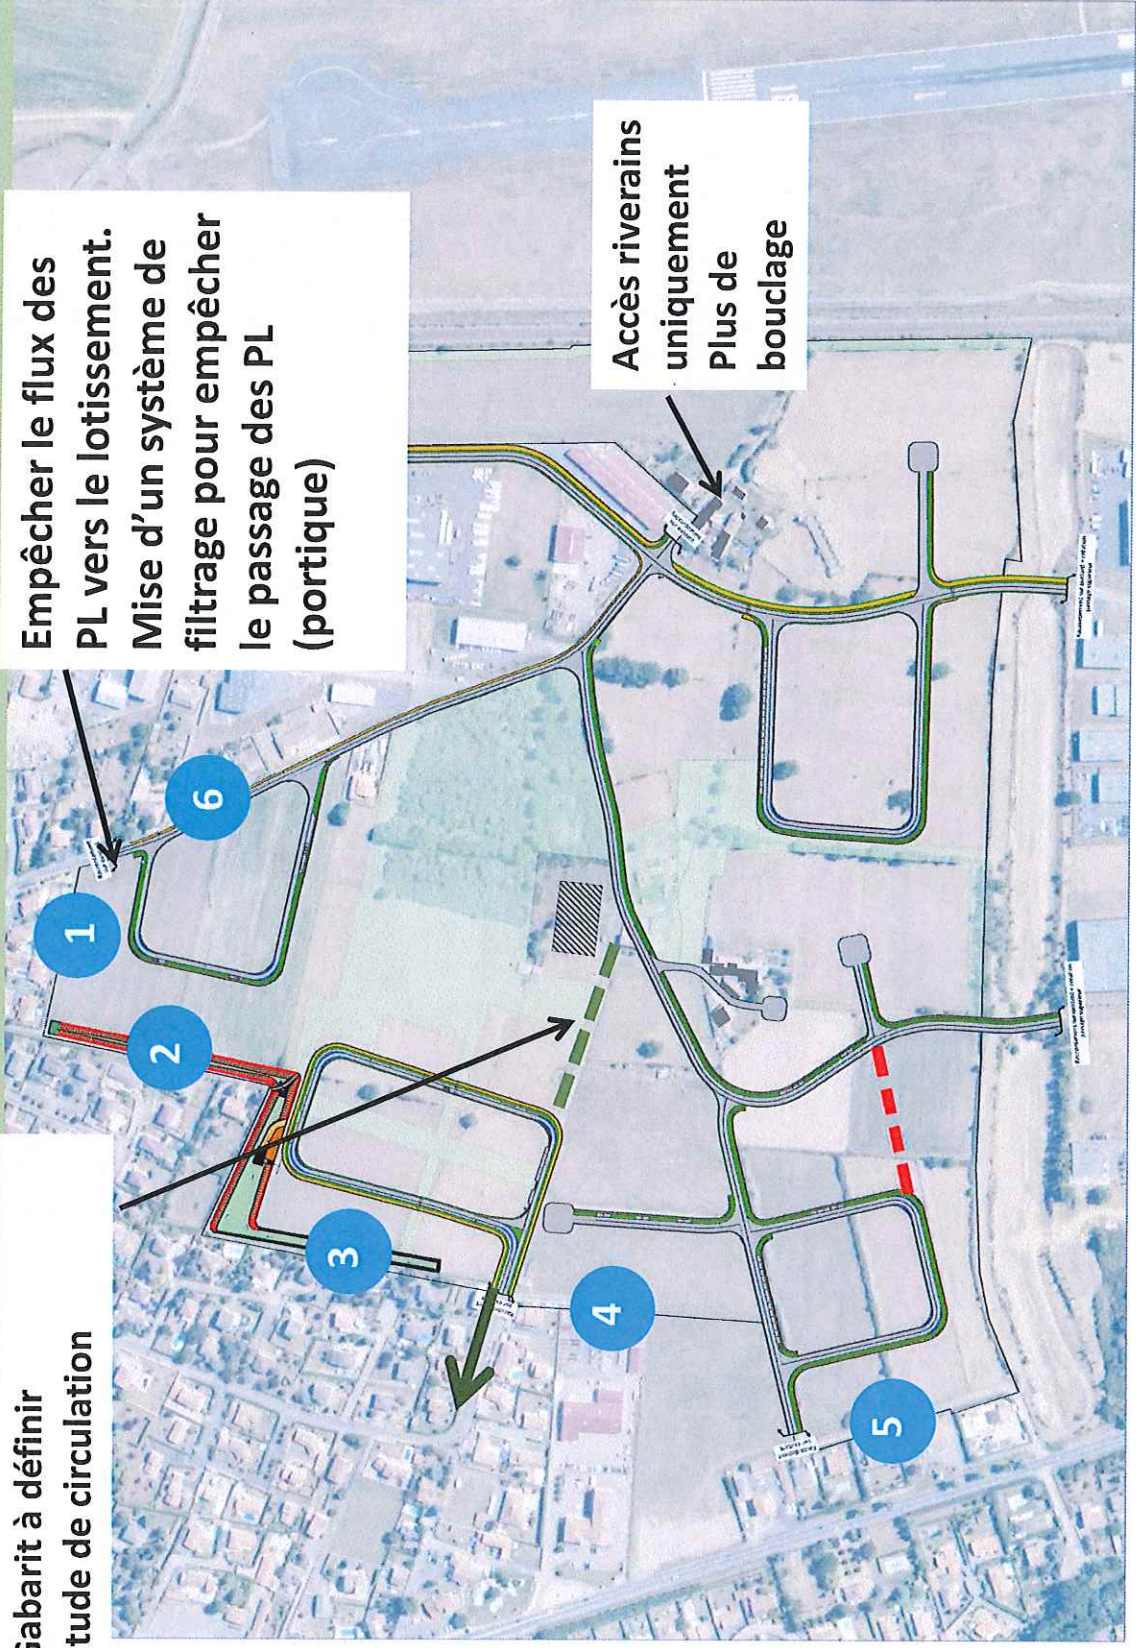 Gabarit à définir
tude de circulation
Empêcher le flux des
PL vers le lotissement.
Mise d'un système de
filtrage pour empêcher
le passage des PL
(portique)
Accès riverains
uniquement
Plus de
bouclage
1
2
3
4
5
6